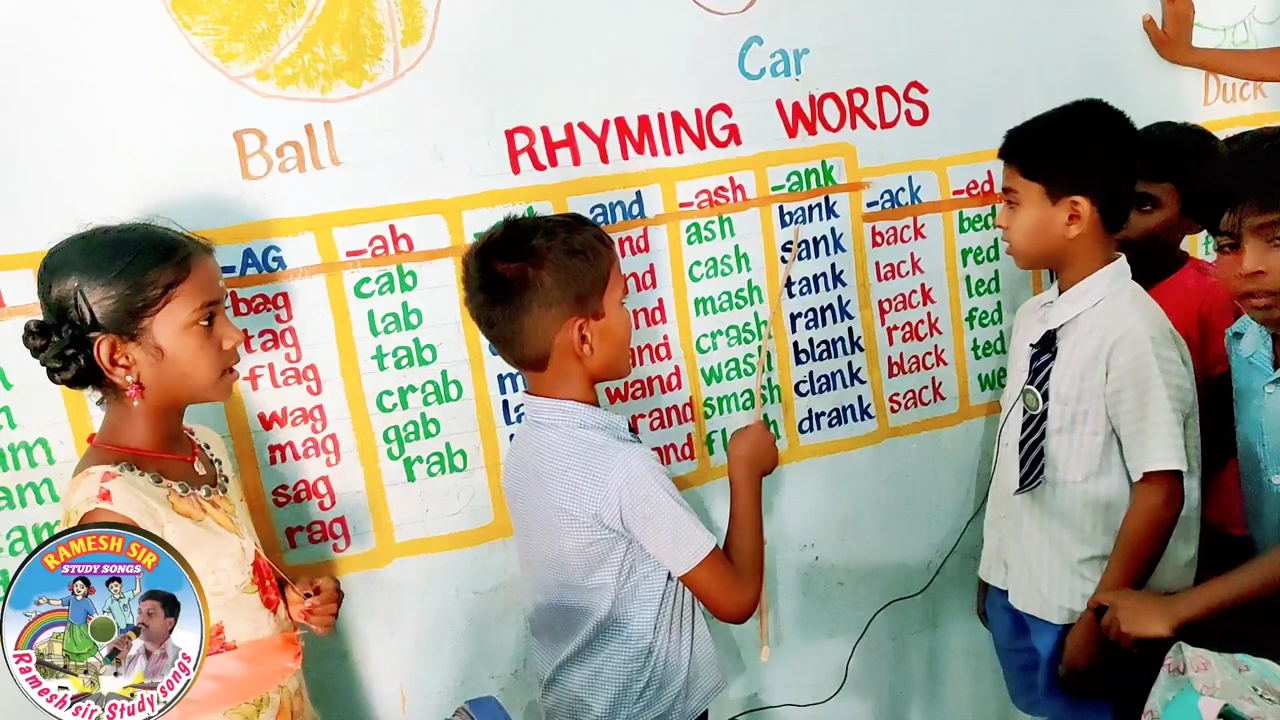 Car
Duck
Ball
RHYMING WORDS
-AG
bag
tag
flag
wag
mag
sag
rag
-ab
cab
lab
tab
crab
gab
rab
and
wand
rand
-ash
ash
cash
mash
crash
wash
smash
-ank
bank
sank
tank
rank
blank
clank
drank
-ack
back
lack
pack
rack
black
sack
-ed
bed
red
led
fed
ted
RAMESH SIR
STUDY SONGS
Ramesh sir Study songs